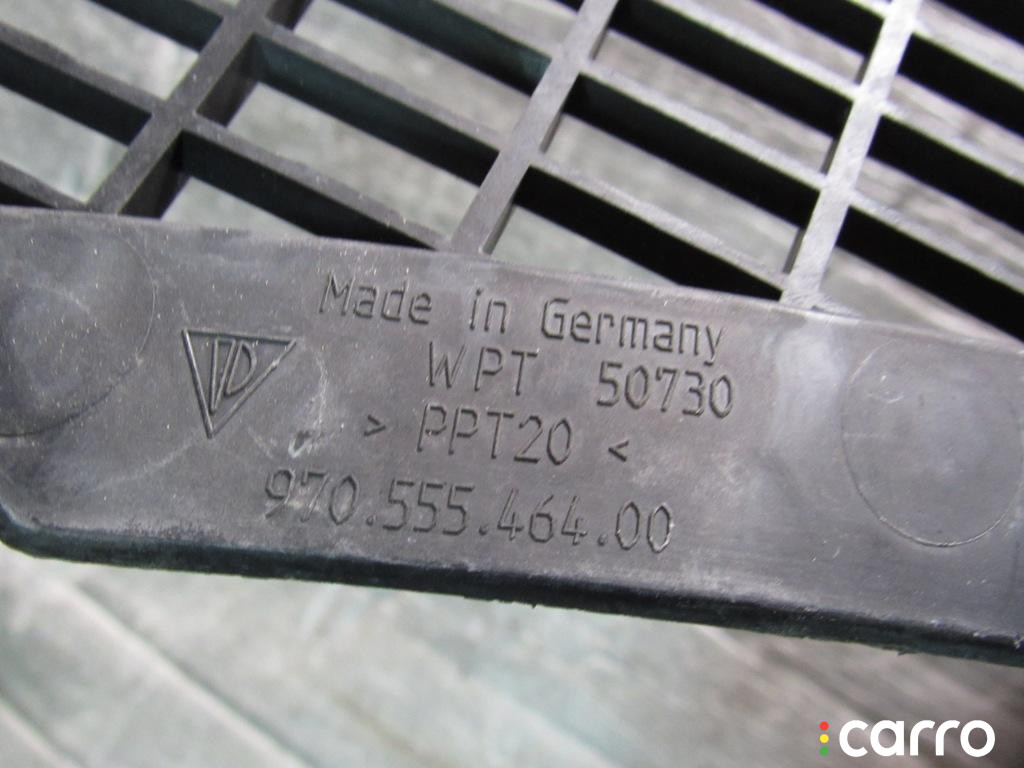 Made in Germany
WPT 50730
> PPT20 <
970.555.464.00
carro